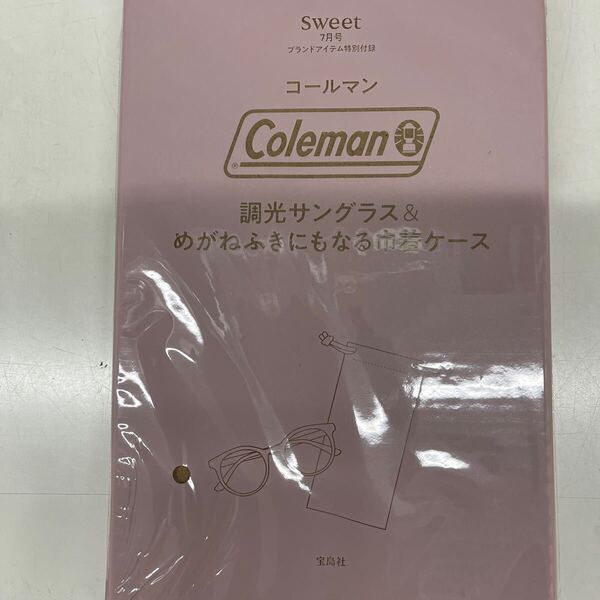 sweet
7月号
ブランドアイテム特別付録
コールマン
Coleman
®
調光サングラス&
めがねふきにもなる巾着ケース
宝島社